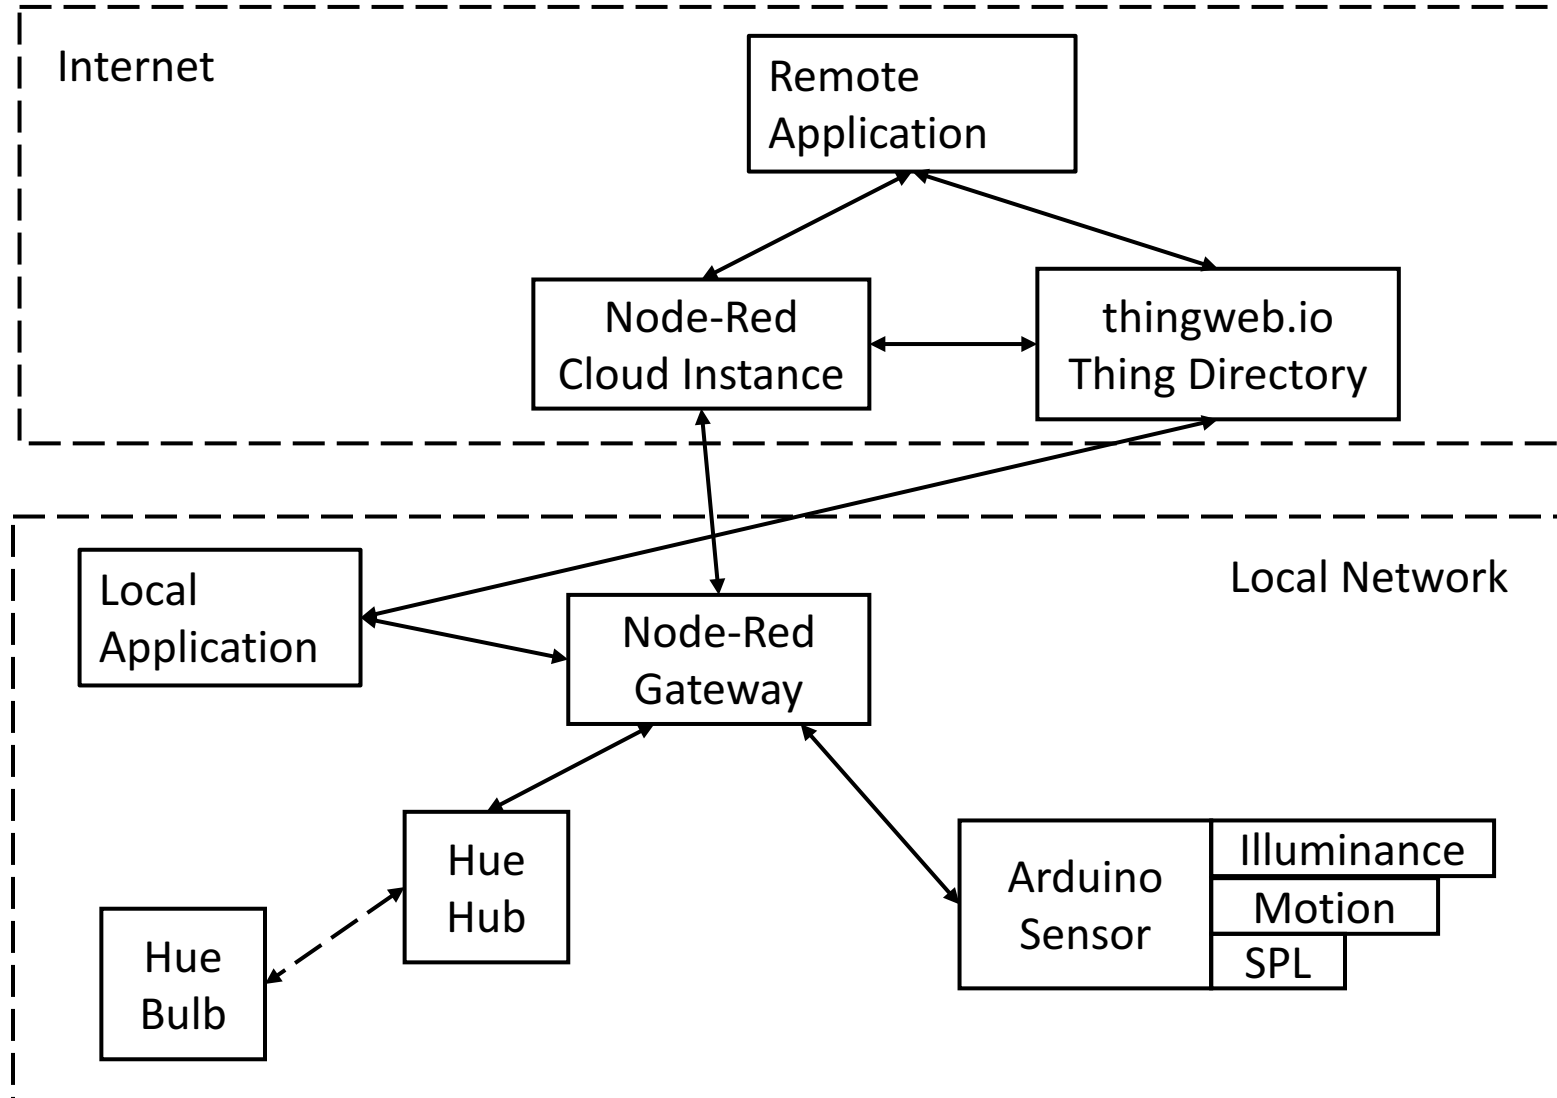 Internet
Remote
Application
Node-Red
Cloud Instance
thingweb.io
Thing Directory
Local Network
Local
Application
Node-Red
Gateway
Hue
Hub
Hue
Bulb
Arduino
Sensor
Illuminance
Motion
SPL